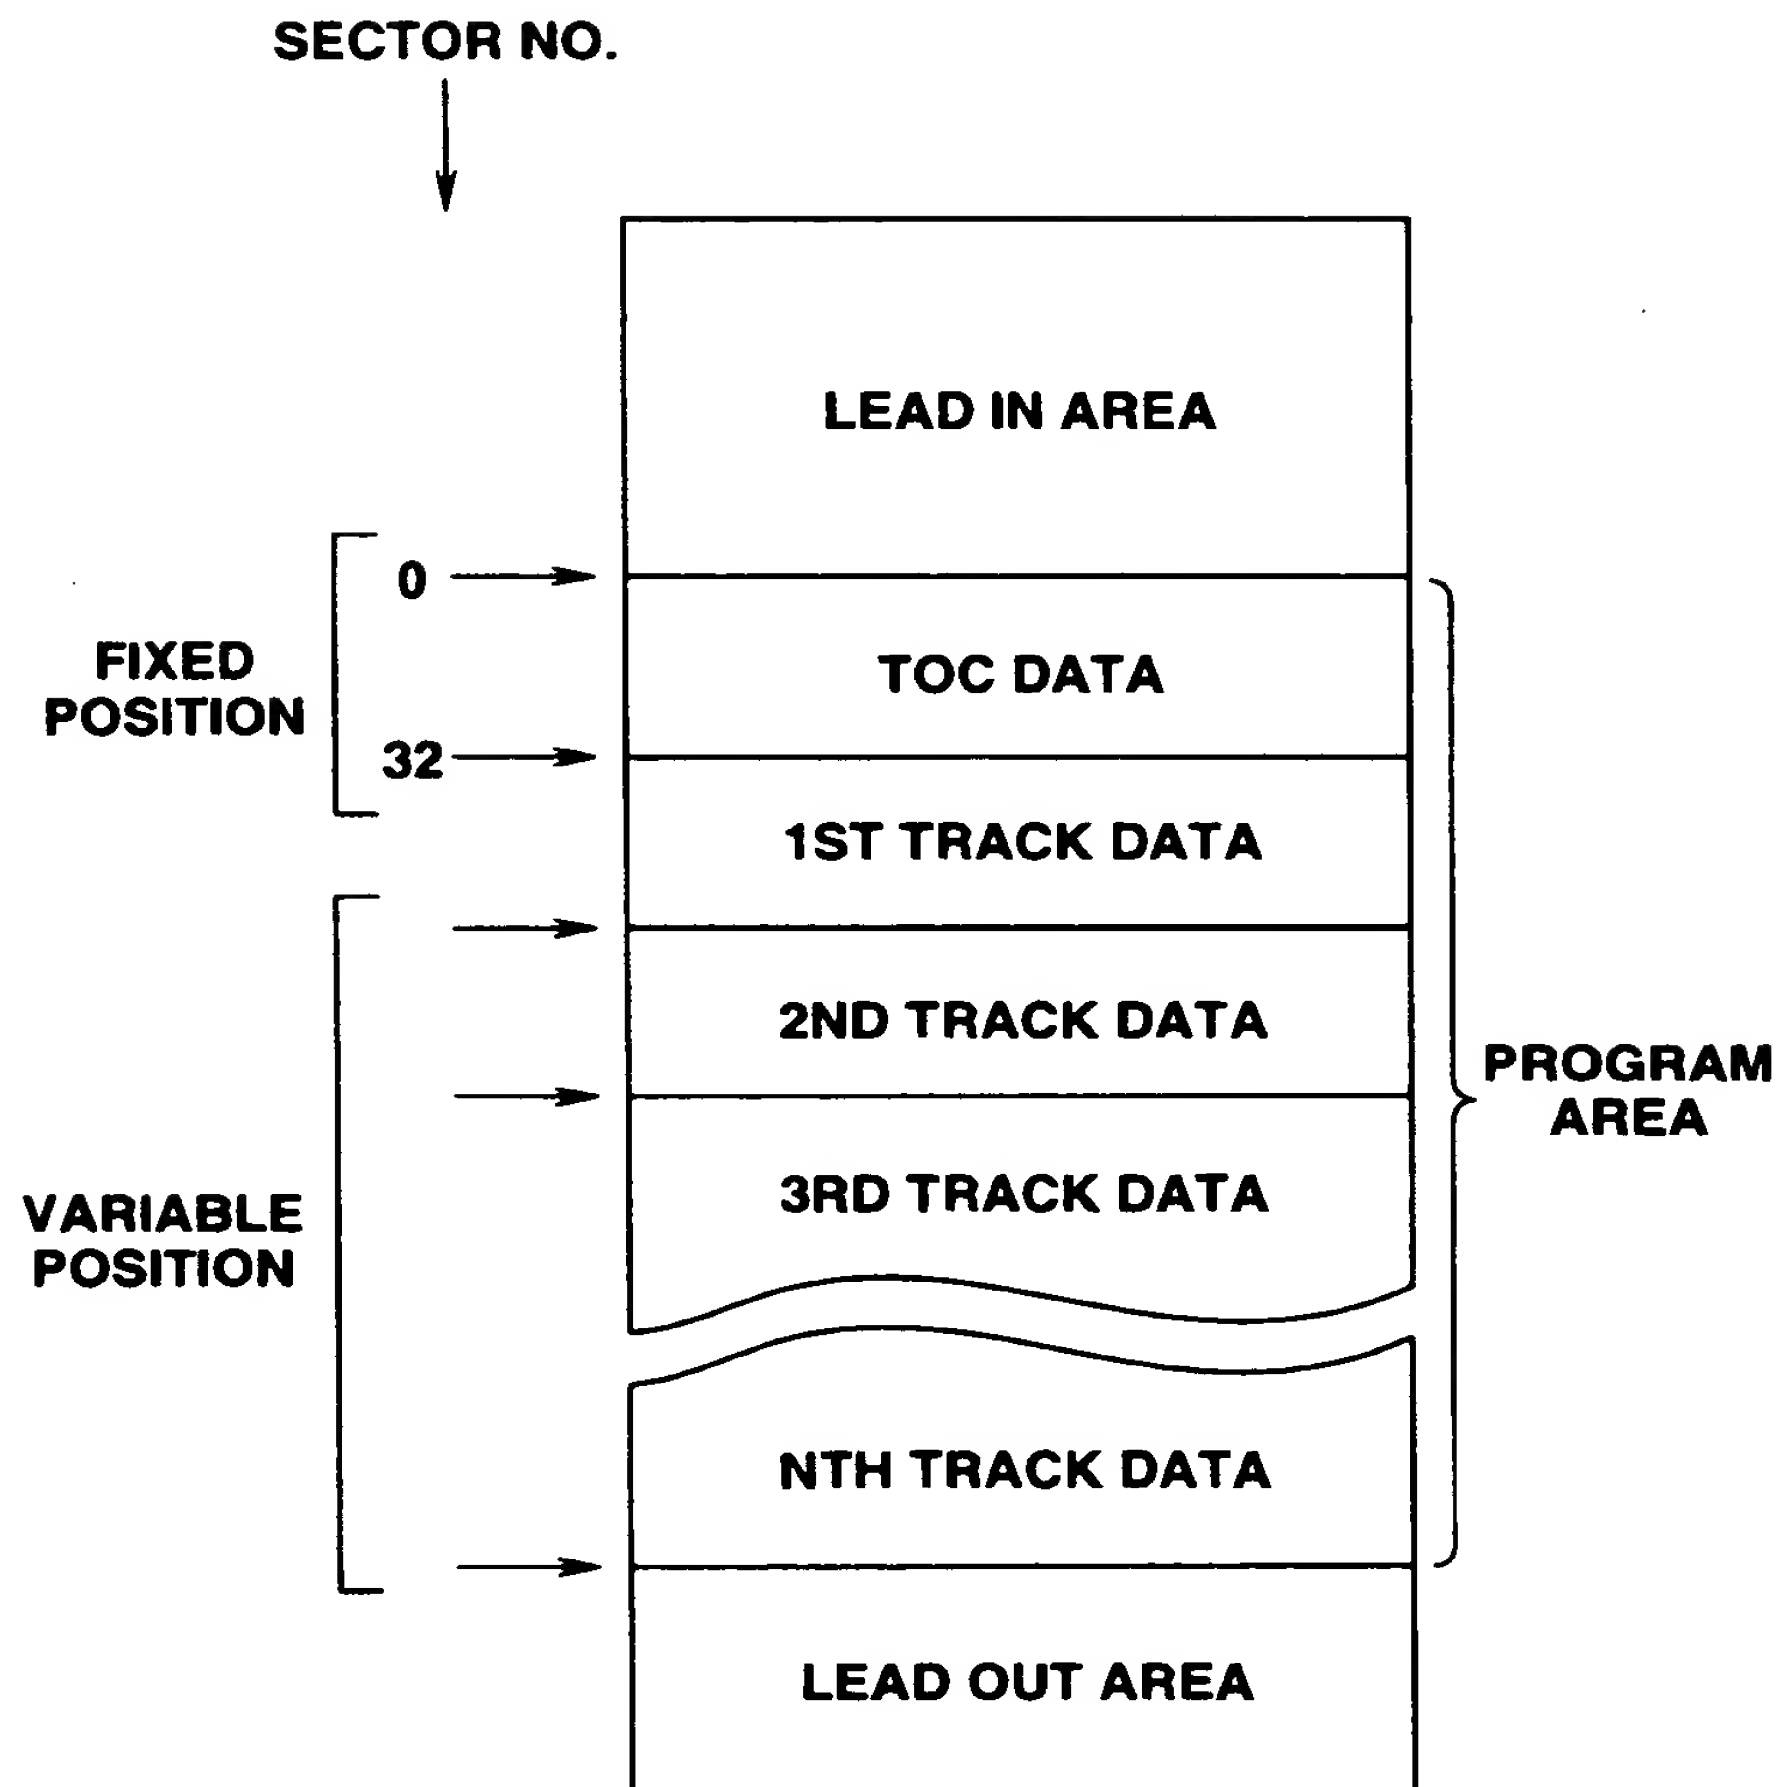 SECTOR NO.
LEAD IN AREA
0
FIXED
POSITION
TOC DATA
32
1ST TRACK DATA
2ND TRACK DATA
PROGRAM
AREA
3RD TRACK DATA
VARIABLE
POSITION
NTH TRACK DATA
LEAD OUT AREA